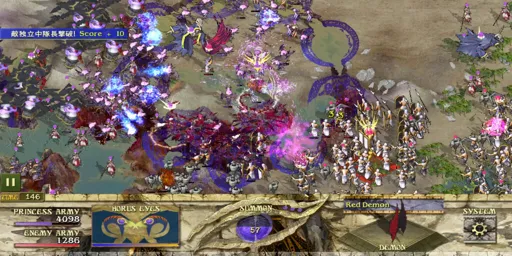 敵独立中隊長撃破! Score + 10
146
PRINCESS ARMY
4098
ENEMY ARMY
1286
HORUS EYES
SUMMON
57
Red Demon
DEMON
SYSTEM